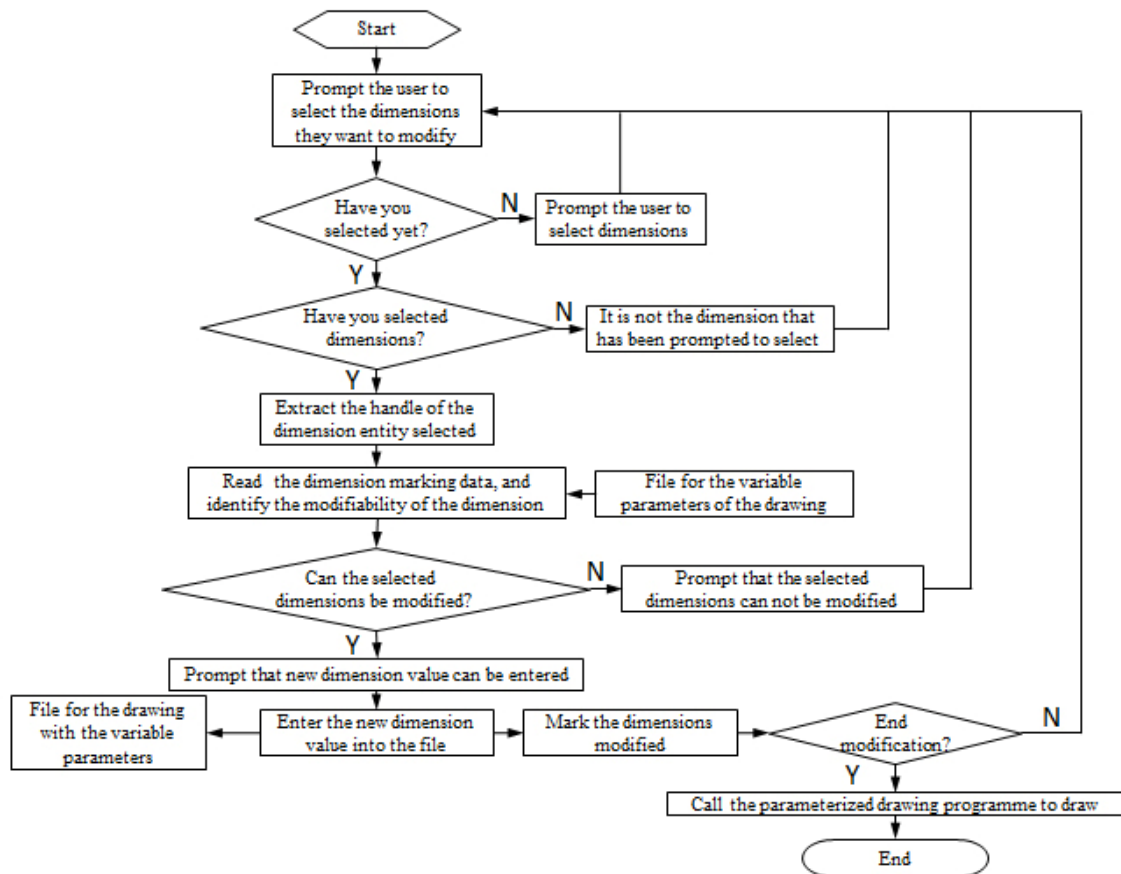 Start
Prompt the user to
select the dimensions
they want to modify
Have you
selected yet?
N
Prompt the user to
select dimensions
Y
Have you selected
dimensions?
N
It is not the dimension that
has been prompted to select
Y
Extract the handle of the
dimension entity selected
Read the dimension marking data, and
identify the modifiability of the dimension
File for the variable
parameters of the drawing
Can the selected
dimensions be modified?
N
Prompt that the selected
dimensions can not be modified
Y
Prompt that new dimension value can be entered
File for the drawing
with the variable
parameters
Enter the new dimension
value into the file
Mark the dimensions
modified
End
modification?
N
Y
Call the parameterized drawing programme to draw
End